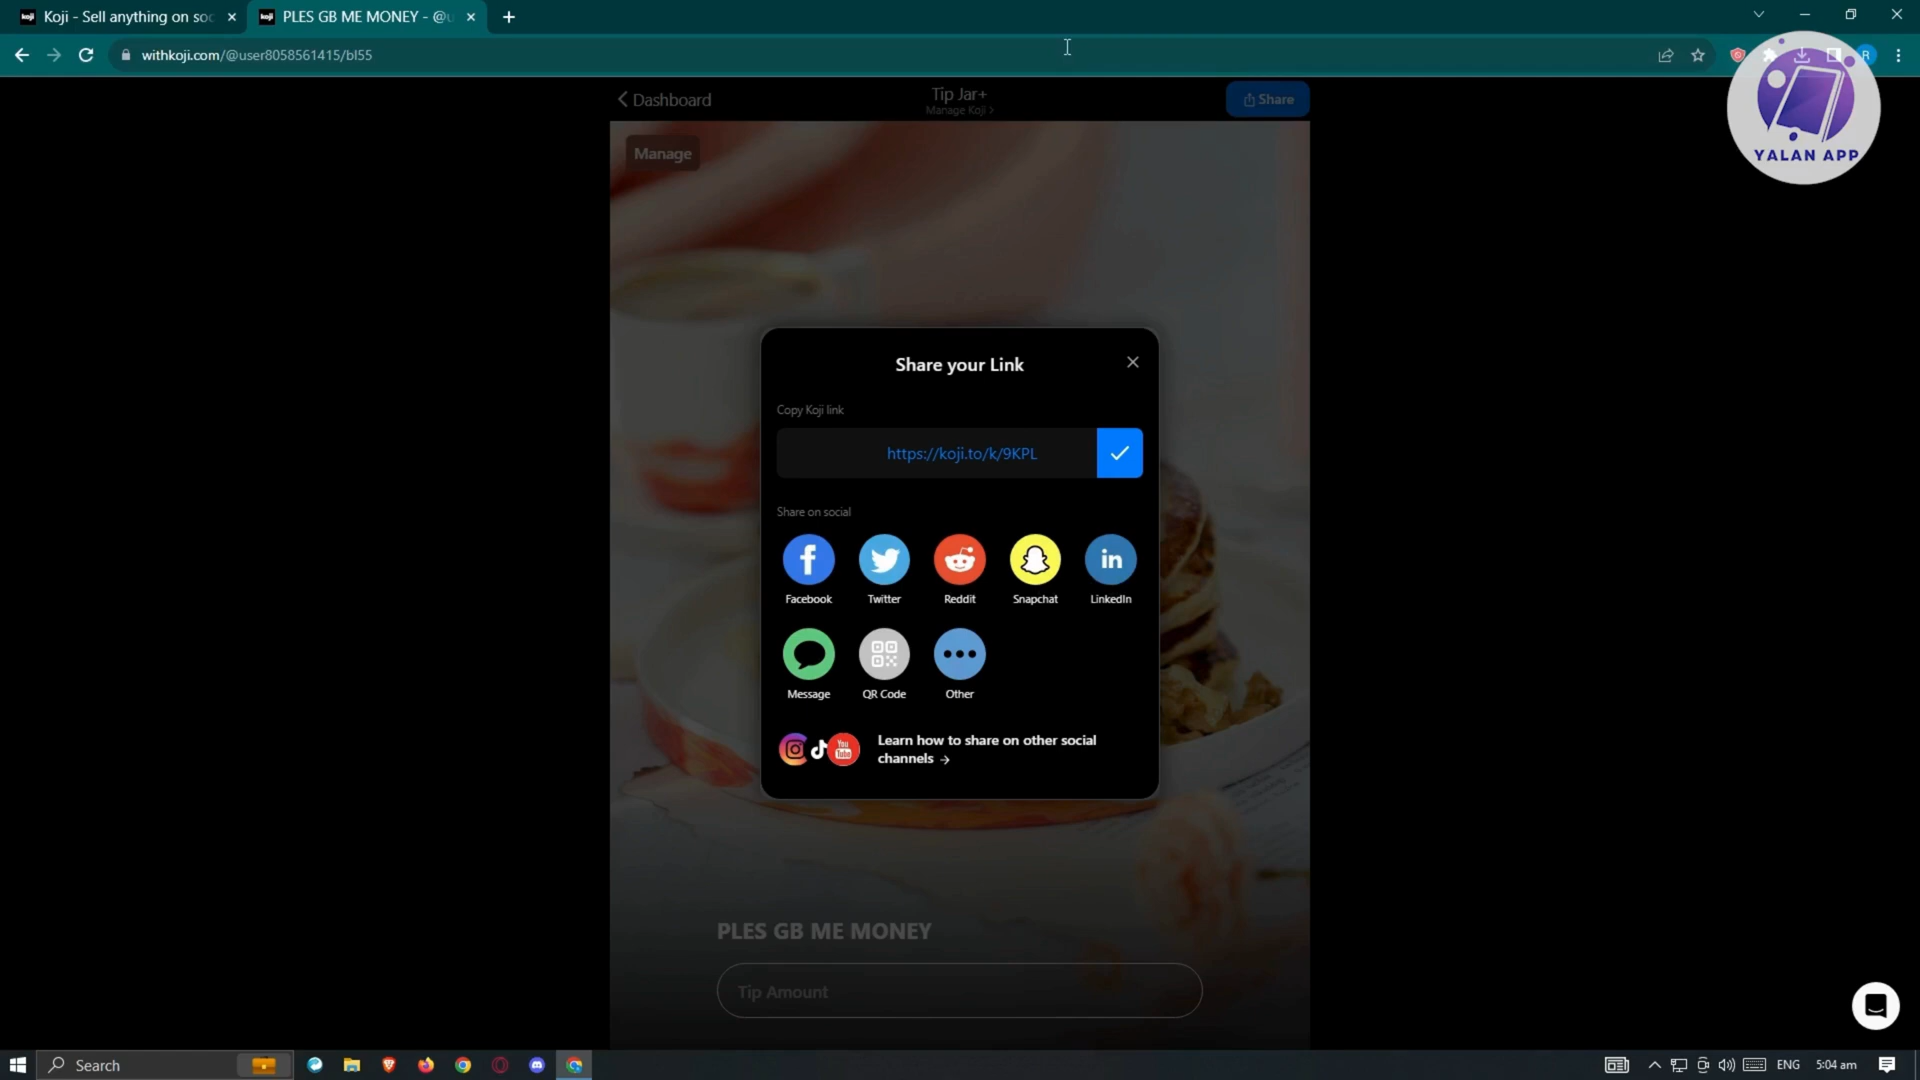 Koji - Sell anything on soc
PLES GB ME MONEY - @u
withkoji.com/@user8058561415/bl55
R
YALAN APP
Dashboard
Tip Jar+
Manage Koji >
Share
Manage
Share your Link
Copy Koji link
https://koji.to/k/9KPL
Share on social
Facebook
Twitter
Reddit
Snapchat
LinkedIn
Message
QR Code
Other
You
Tube
Learn how to share on other social
channels →
PLES GB ME MONEY
Tip Amount
Search
ENG
5:04 am